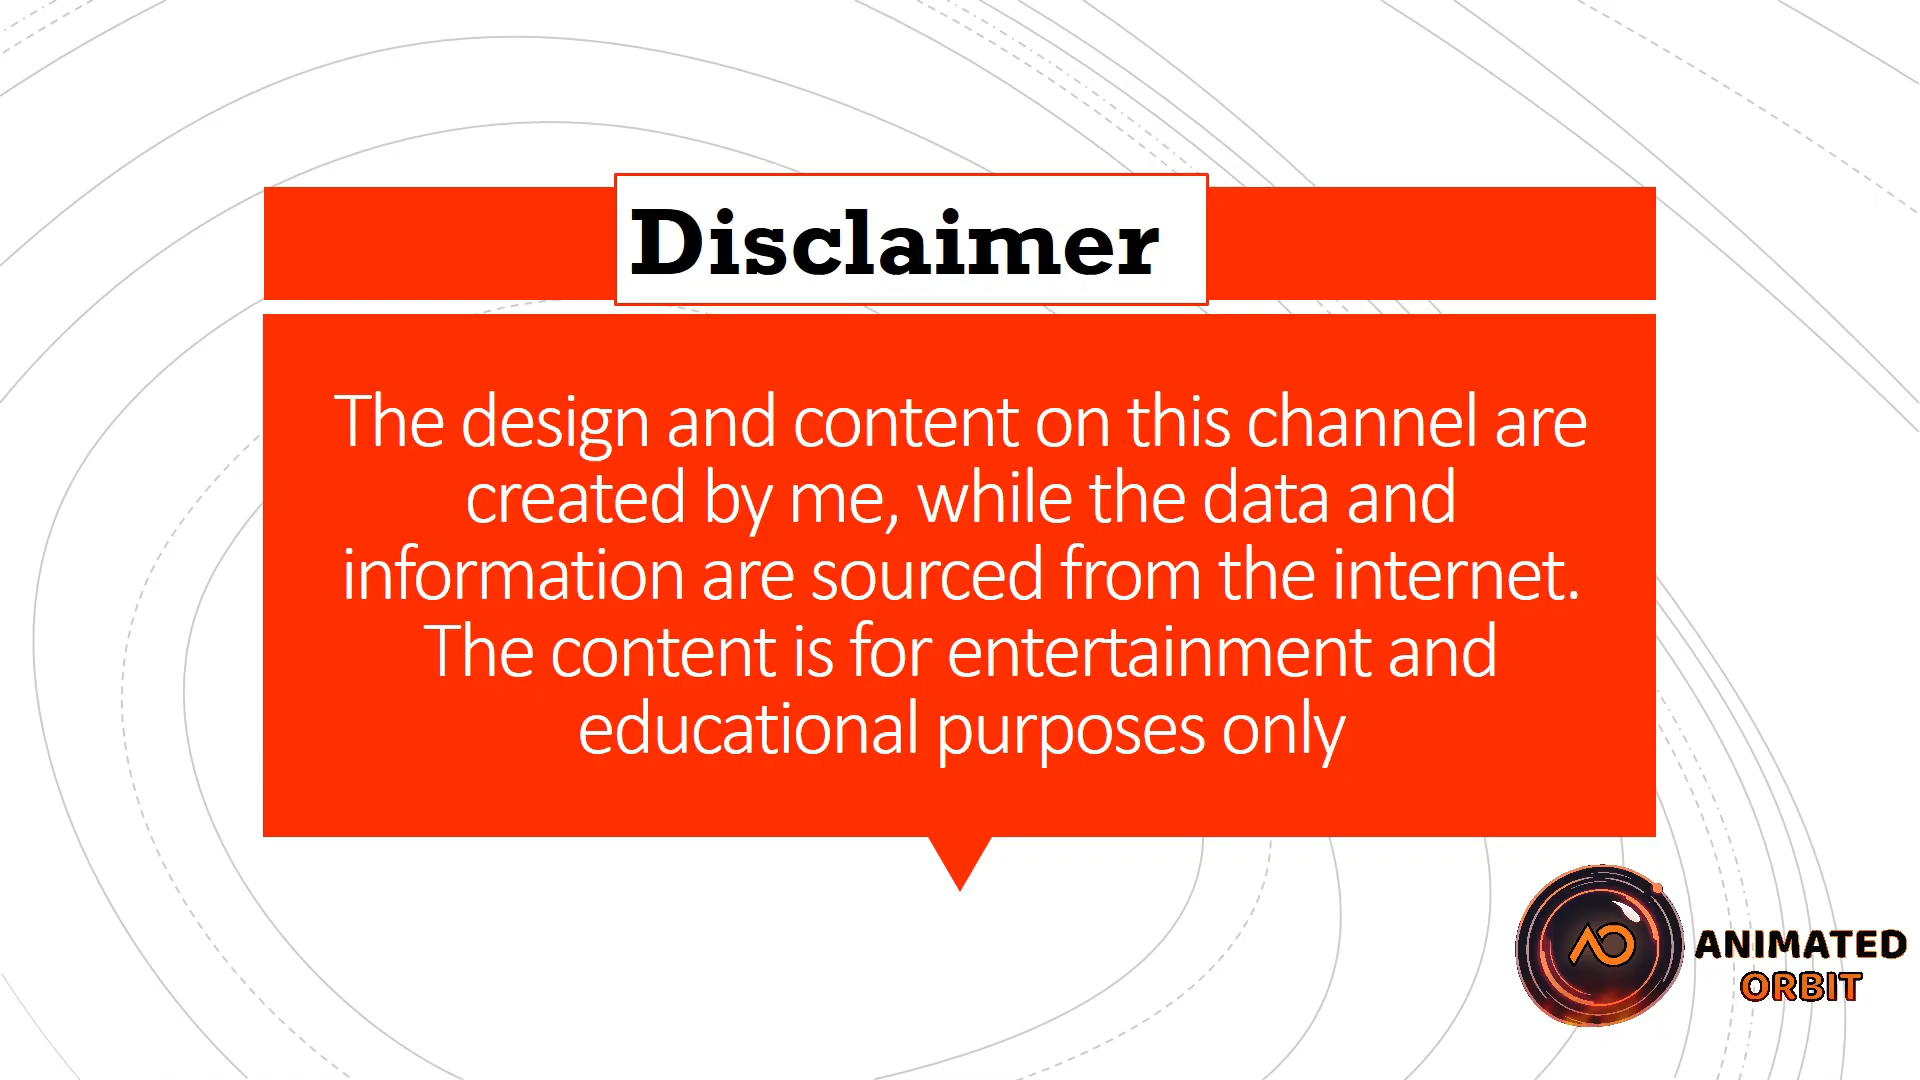 Disclaimer
The design and content on this channel are
created by me, while the data and
information are sourced from the internet.
The content is for entertainment and
educational purposes only
AO
ANIMATED
ORBIT